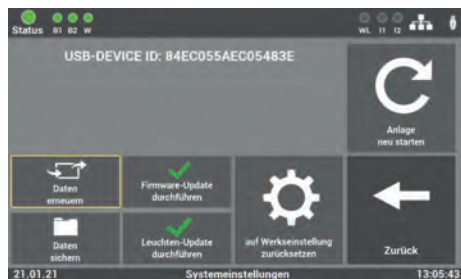 Status B1 B2 W WL I1 I2
USB-DEVICE ID: 84EC055AEC05483E
Anlage
neu starten
Daten
erneuern
Firmware-Update
durchführen
Daten
sichern
Leuchten-Update
durchführen
auf Werkseinstellung
zurücksetzen
Zurück
21.01.21 Systemeinstellungen 13:05:43